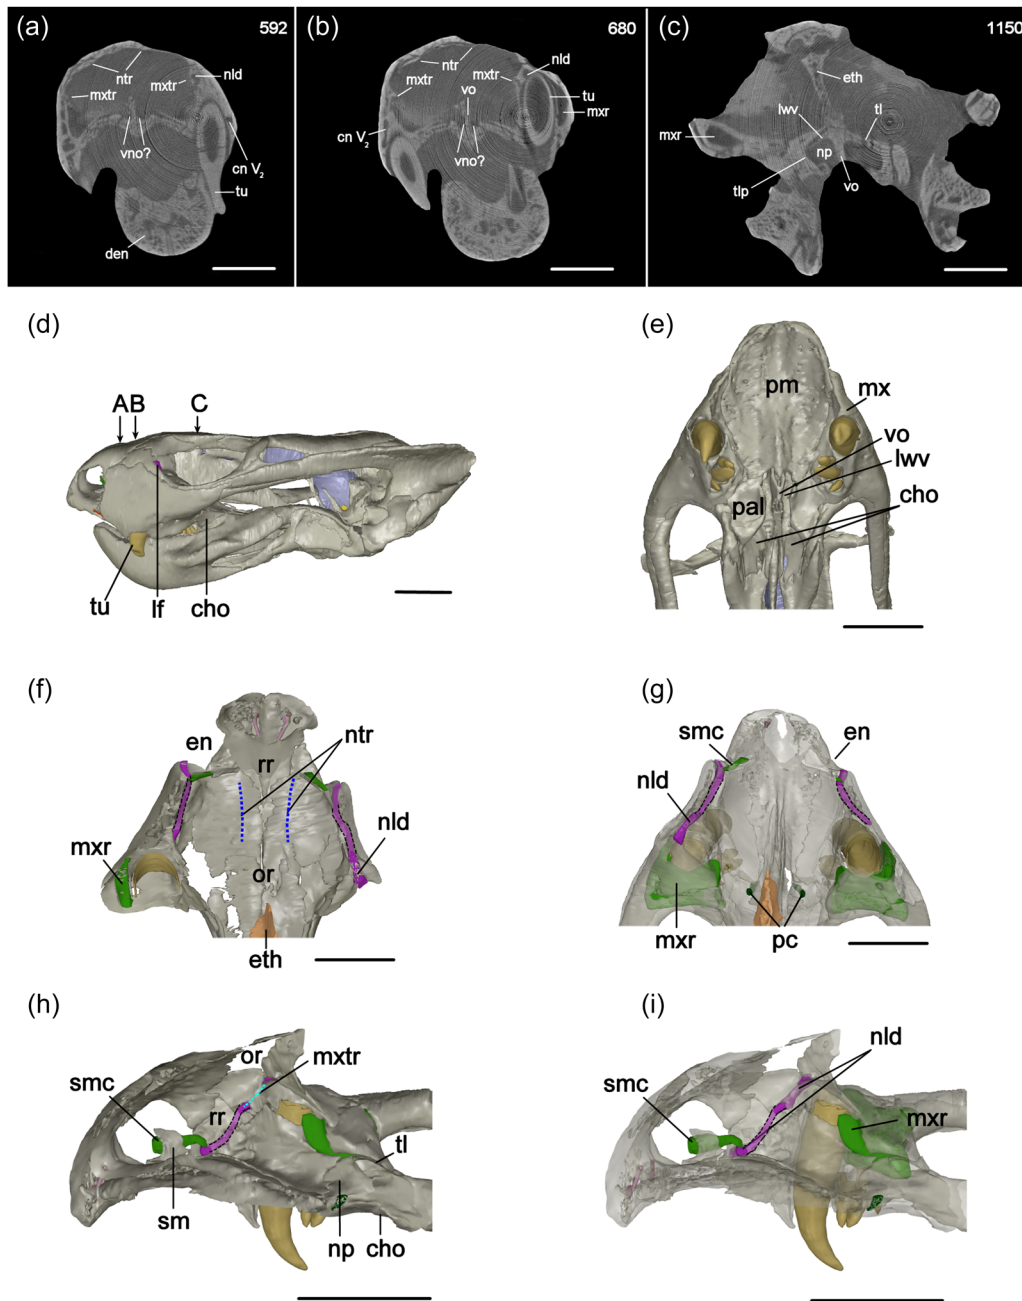 (a) 592
ntr
nld
mxtr
mxtr
vno?
cn V2
tu
den
(b) 680
ntr
nld
mxtr
mxtr
vo
tu
mxr
cn V2
vno?
(c) 1150
eth
lwv
tl
mxr
np
tlp
vo
(d)
A B C
tu lf cho
(e)
pm
mx
vo
lwv
pal
cho
(f)
en
ntr
rr
nld
mxr
or
eth
(g)
smc
en
nld
mxr pc
(h)
or
mxtr
smc
rr
tl
sm
np cho
(i)
nld
smc
mxr